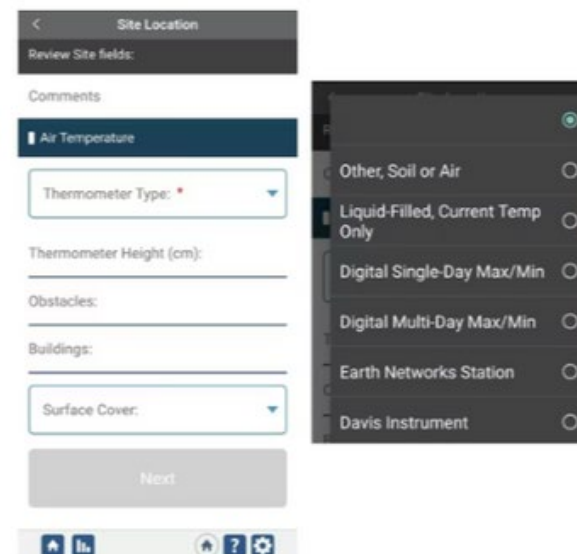 Site Location
Review Site fields:
Comments
Air Temperature
Thermometer Type: *
Thermometer Height (cm):
Obstacles:
Buildings:
Surface Cover:
Next
?
Other, Soil or Air
Liquid-Filled, Current Temp
Only
Digital Single-Day Max/Min
Digital Multi-Day Max/Min
Earth Networks Station
Davis Instrument